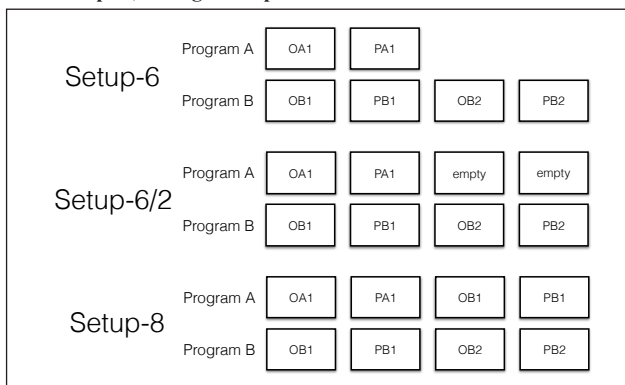 Program A OA1 PA1
Setup-6
Program B OB1 PB1 OB2 PB2
Program A OA1 PA1 empty empty
Setup-6/2
Program B OB1 PB1 OB2 PB2
Program A OA1 PA1 OB1 PB1
Setup-8
Program B OB1 PB1 OB2 PB2